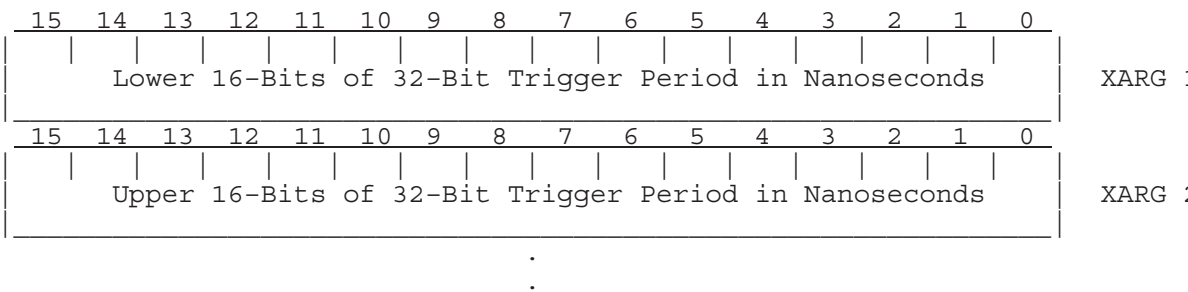 15 14 13 12 11 10 9 8 7 6 5 4 3 2 1 0
Lower 16-Bits of 32-Bit Trigger Period in Nanoseconds XARG 1
15 14 13 12 11 10 9 8 7 6 5 4 3 2 1 0
Upper 16-Bits of 32-Bit Trigger Period in Nanoseconds XARG 2
.
.